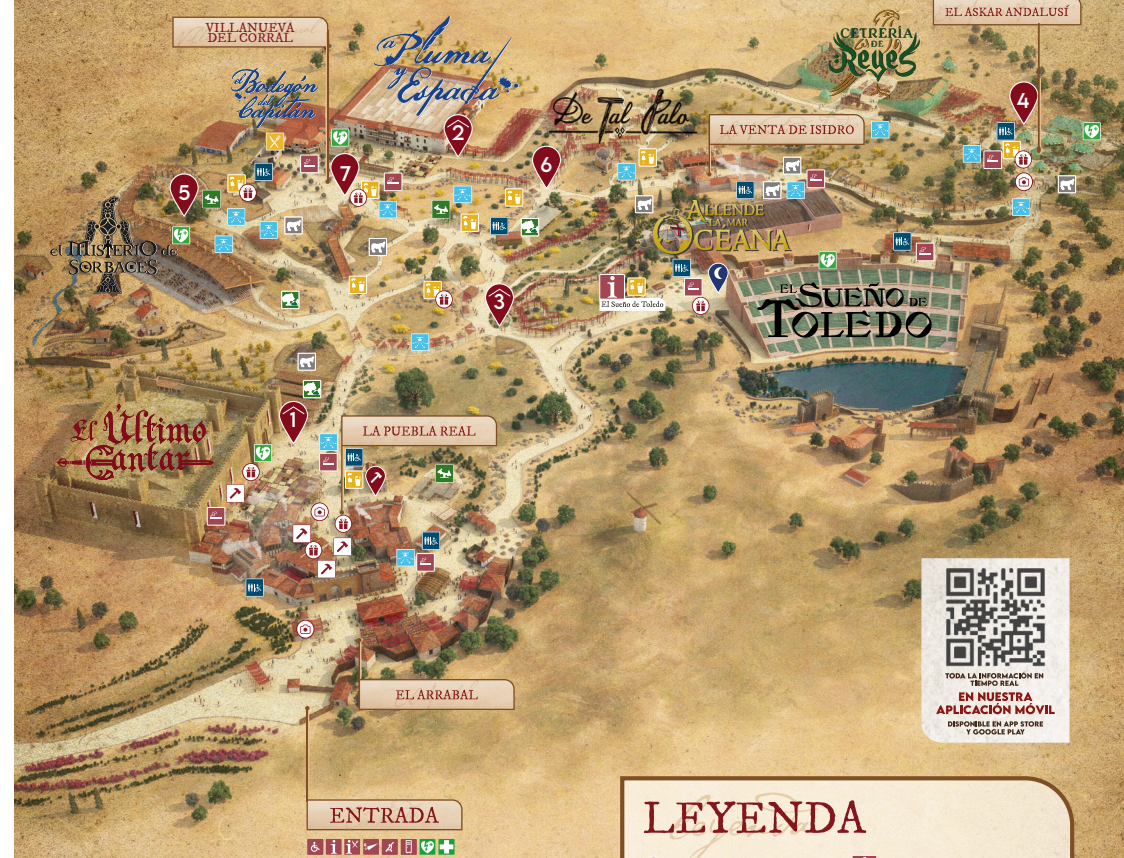 VILLANUEVA
DEL CORRAL
EL ASKAR ANDALUSÍ
a Pluma
y Espada
CETRERÍA
DE
Reyes
el Bodegón
del
Capitán
De Tal Palo
LA VENTA DE ISIDRO
4
2
6
7
5
ALLENDE
LA MAR
OCEANA
el MISTERIO de
SORBACES
i
El Sueño de Toledo
EL SUEÑO DE
TOLEDO
3
1
El Último
Cantar
LA PUEBLA REAL
EL ARRABAL
TODA LA INFORMACIÓN EN
TIEMPO REAL
EN NUESTRA
APLICACIÓN MÓVIL
DISPONIBLE EN APP STORE
Y GOOGLE PLAY
ENTRADA
LEYENDA